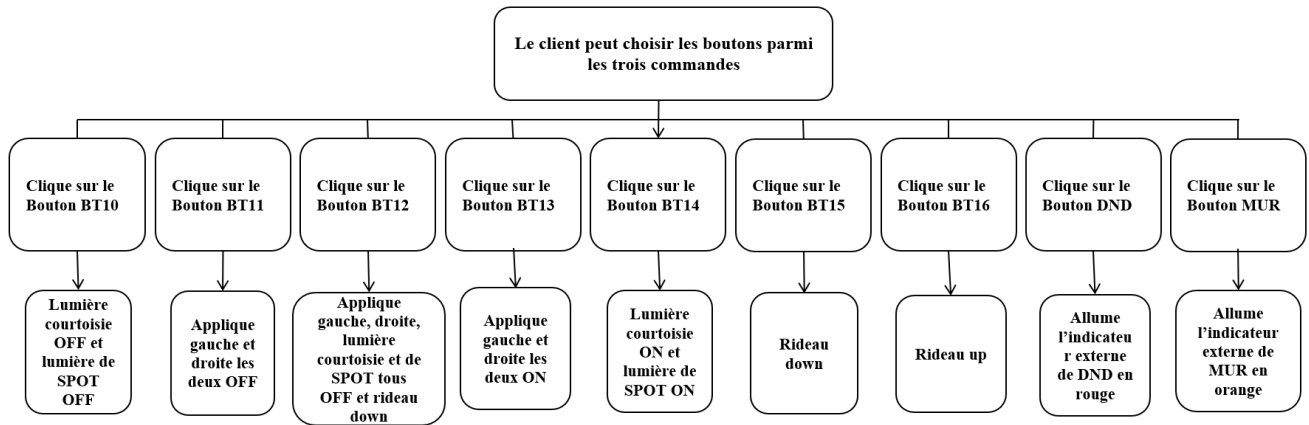 Le client peut choisir les boutons parmi
les trois commandes
Clique sur le
Bouton BT10
Clique sur le
Bouton BT11
Clique sur le
Bouton BT12
Clique sur le
Bouton BT13
Clique sur le
Bouton BT14
Clique sur le
Bouton BT15
Clique sur le
Bouton BT16
Clique sur le
Bouton DND
Clique sur le
Bouton MUR
Lumière
courtoisie
OFF et
lumière de
SPOT
OFF
Applique
gauche et
droite les
deux OFF
Applique
gauche, droite,
lumière
courtoisie et de
SPOT tous
OFF et rideau
down
Applique
gauche et
droite les
deux ON
Lumière
courtoisie
ON et
lumière de
SPOT ON
Rideau
down
Rideau up
Allume
l’indicateu
r externe
de DND en
rouge
Allume
l’indicateur
externe de
MUR en
orange